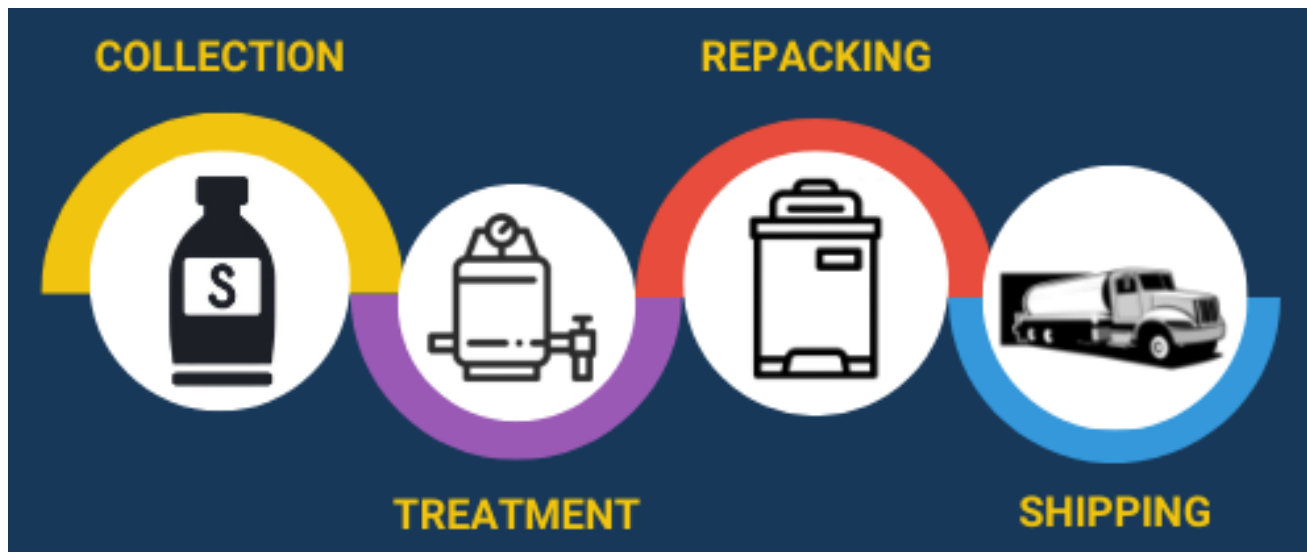 COLLECTION
REPACKING
S
TREATMENT
SHIPPING